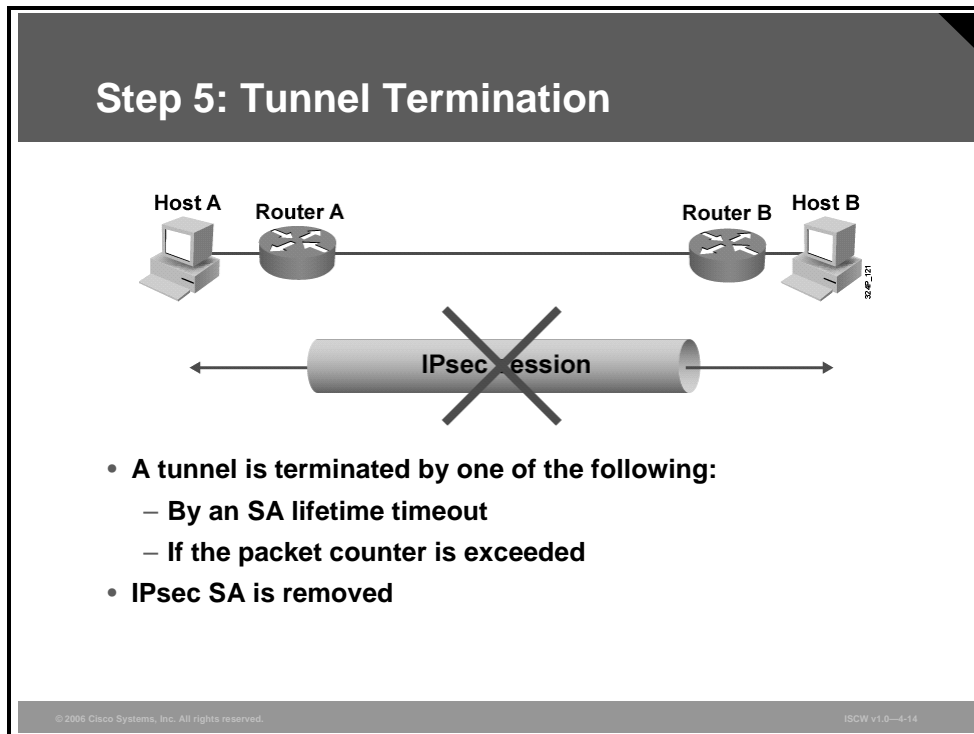 Step 5: Tunnel Termination
Host A
Router A
Router B
Host B
324P_121
IPsec ession
• A tunnel is terminated by one of the following:
– By an SA lifetime timeout
– If the packet counter is exceeded
• IPsec SA is removed
© 2006 Cisco Systems, Inc. All rights reserved.
ISCW v1.0—4-14